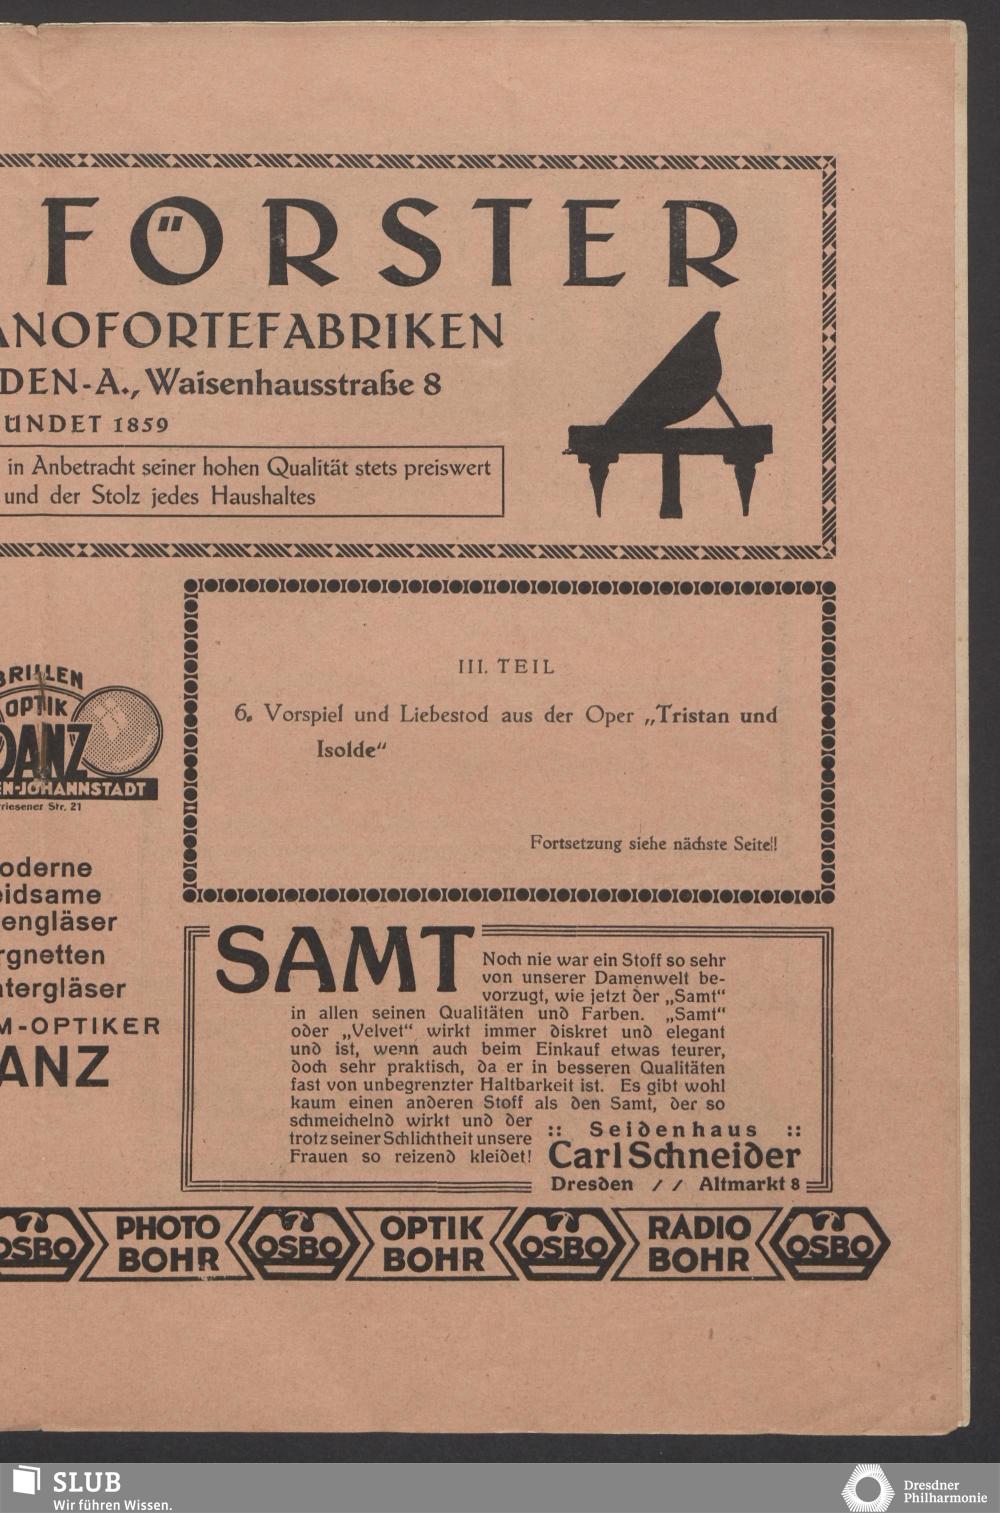 FÖRSTER
ANOFORTEFABRIKEN
DEN-A., Waisenhausstraße 8
ÜNDET 1859
in Anbetracht seiner hohen Qualität stets preiswert
und der Stolz jedes Haushaltes
BRILLEN
OPTIK
DANZ
EN-JOHANNSTADT
riesener Str. 21
oderne
eidsame
engläser
rgnetten
ntergläser
M-OPTIKER
ANZ
III. TEIL
6. Vorspiel und Liebestod aus der Oper „Tristan und
Isolde“
Fortsetzung siehe nächste Seite!!
SAMT
Noch nie war ein Stoff so sehr
von unserer Damenwelt be-
vorzugt, wie jetzt der „Samt“
in allen seinen Qualitäten und Farben. „Samt“
oder „Velvet“ wirkt immer diskret und elegant
und ist, wenn auch beim Einkauf etwas teurer,
doch sehr praktisch, da er in besseren Qualitäten
fast von unbegrenzter Haltbarkeit ist. Es gibt wohl
kaum einen anderen Stoff als den Samt, der so
schmeichelnd wirkt und der
trotz seiner Schlichtheit unsere
Frauen so reizend kleidet!
:: Seidenhaus ::
Carl Schneider
Dresden // Altmarkt 8
OSBO PHOTO BOHR OSBO OPTIK BOHR OSBO RADIO BOHR OSBO
SLUB
Wir führen Wissen.
Dresdner
Philharmonie